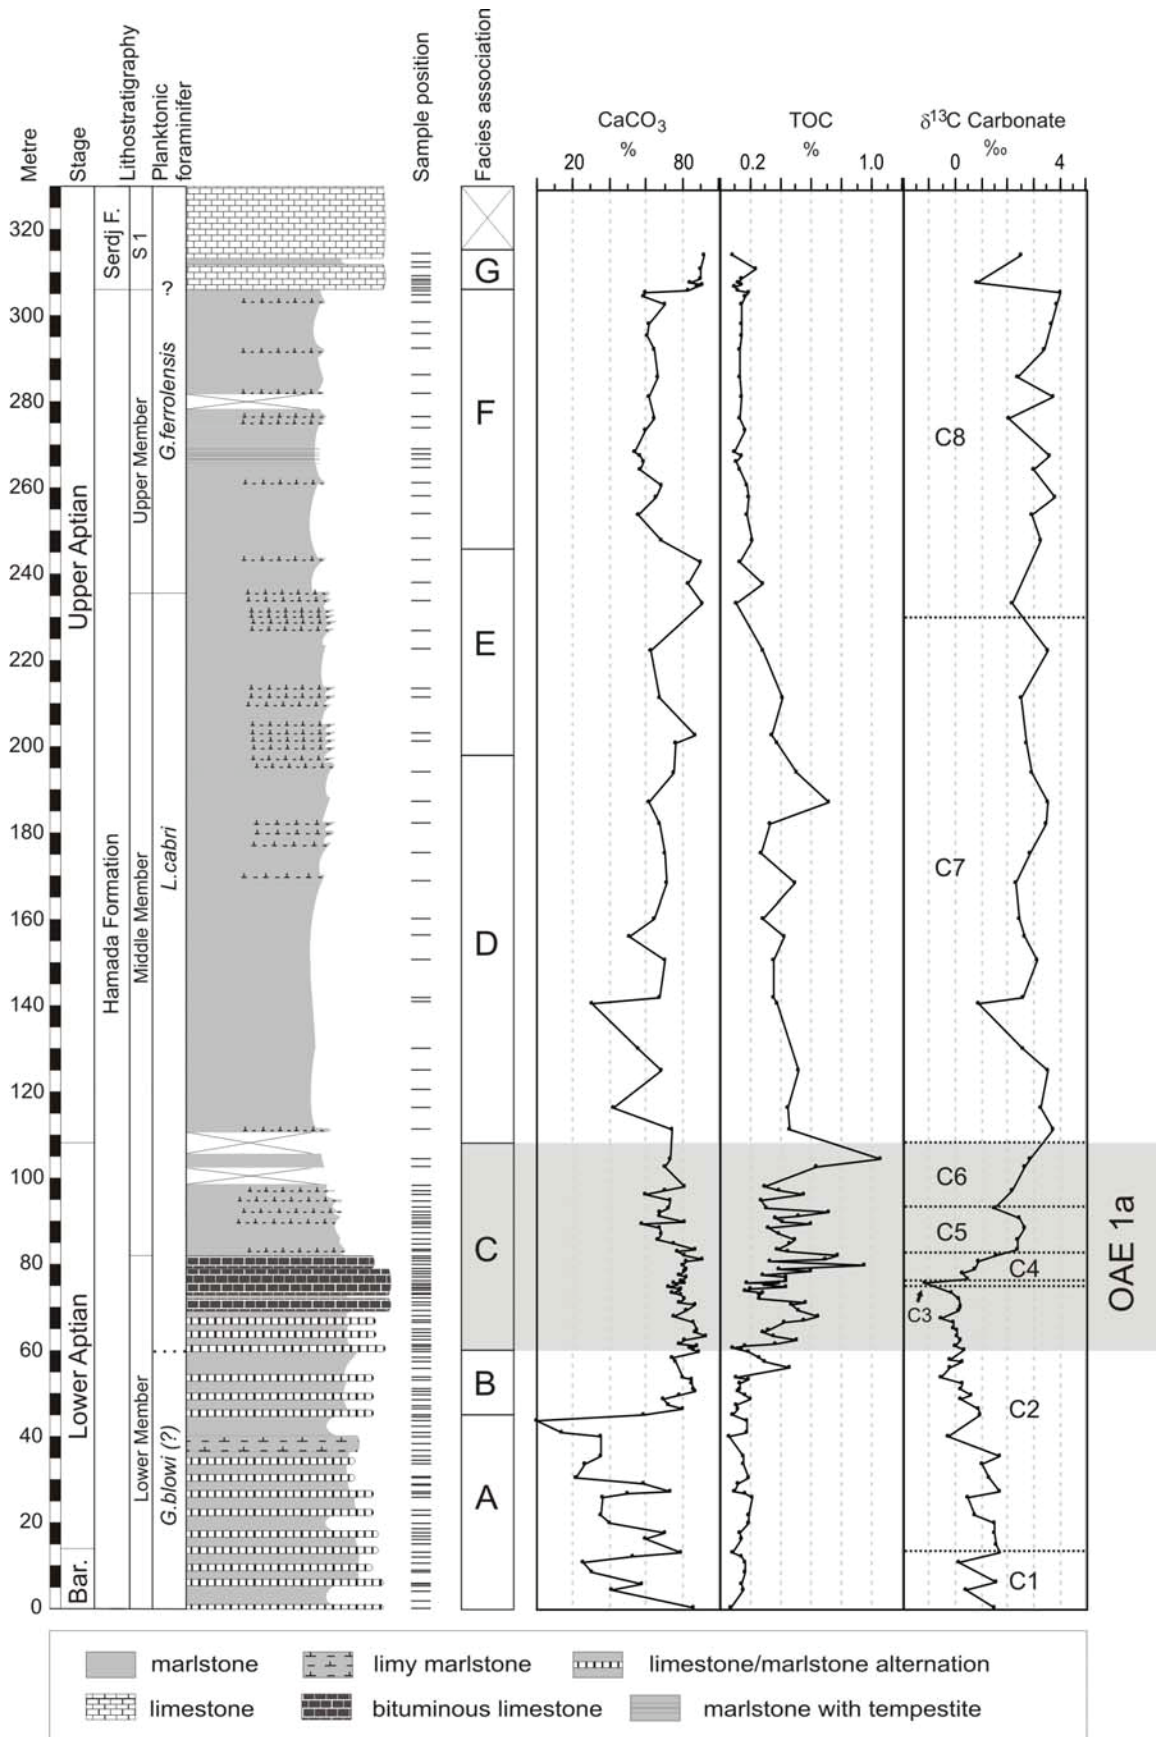 Metre
Stage
Lithostratigraphy
Planktonic
foraminifer
Sample position
Facies association
CaCO3
%
20 80
TOC
%
0.2 1.0
δ13C Carbonate
‰
0 4
320
300
280
260
240
220
200
180
160
140
120
100
80
60
40
20
0
Upper Aptian
Lower Aptian
Bar.
Serdj F.
Hamada Formation
S 1
Upper Member
Middle Member
Lower Member
?
G.ferrolensis
L.cabri
G.blowi (?)
G
F
E
D
C
B
A
C8
C7
C6
C5
C4
C3
C2
C1
OAE 1a
marlstone
limy marlstone
limestone/marlstone alternation
limestone
bituminous limestone
marlstone with tempestite